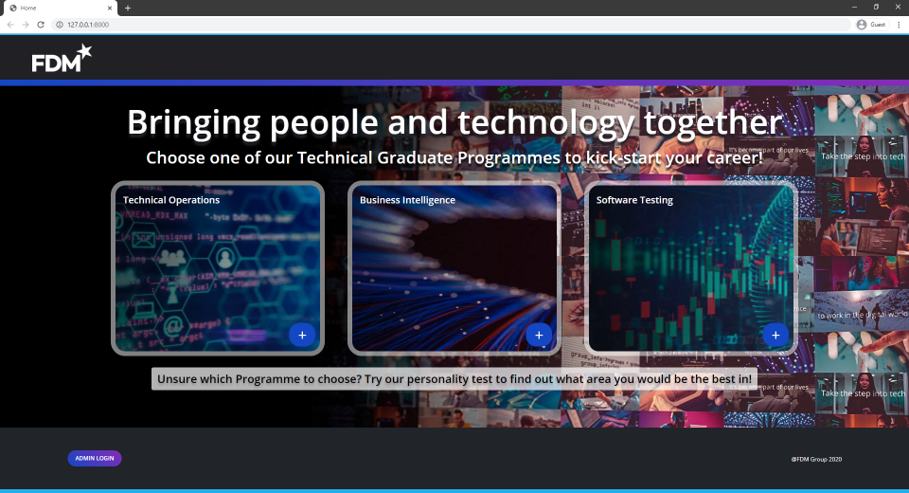 Home
127.0.0.1:8000
Guest
FDM
Bringing people and technology together
Choose one of our Technical Graduate Programmes to kick-start your career!
It's become part of our lives
Take the step into tech
Technical Operations
Business Intelligence
Software Testing
to work in the digital world
Unsure which Programme to choose? Try our personality test to find out what area you would be the best in!
part of our lives
Take the step into tech
ADMIN LOGIN
@FDM Group 2020